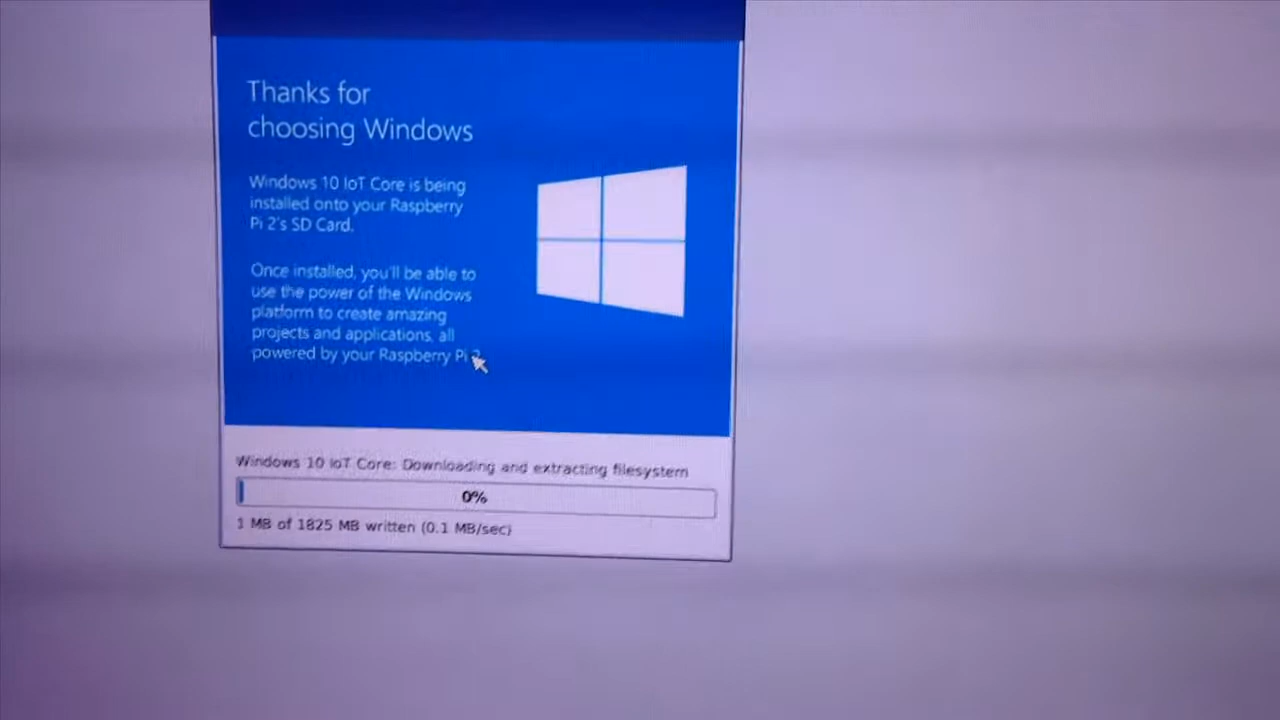 Thanks for
choosing Windows
Windows 10 IoT Core is being
installed onto your Raspberry
Pi 2's SD Card.
Once installed, you'll be able to
use the power of the Windows
platform to create amazing
projects and applications, all
powered by your Raspberry Pi
Windows 10 IoT Core: Downloading and extracting filesystem
0%
1 MB of 1825 MB written (0.1 MB/sec)